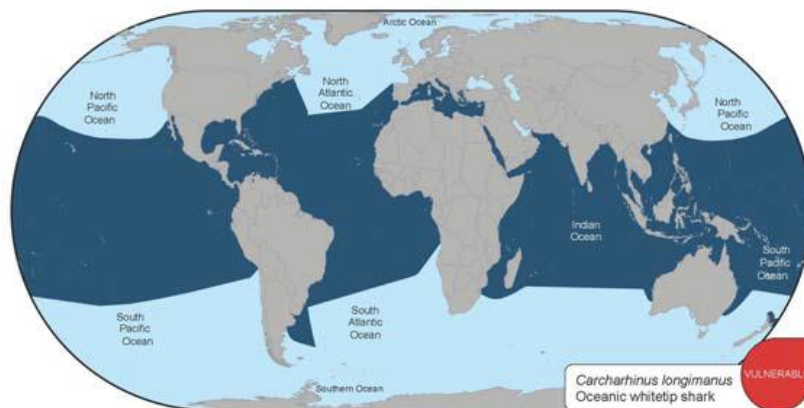 Arctic Ocean
North
Pacific
Ocean
North
Atlantic
Ocean
North
Pacific
Ocean
Indian
Ocean
South
Pacific
Ocean
South
Pacific
Ocean
South
Atlantic
Ocean
Southern Ocean
Carcharhinus longimanus
Oceanic whitetip shark
VULNERABL